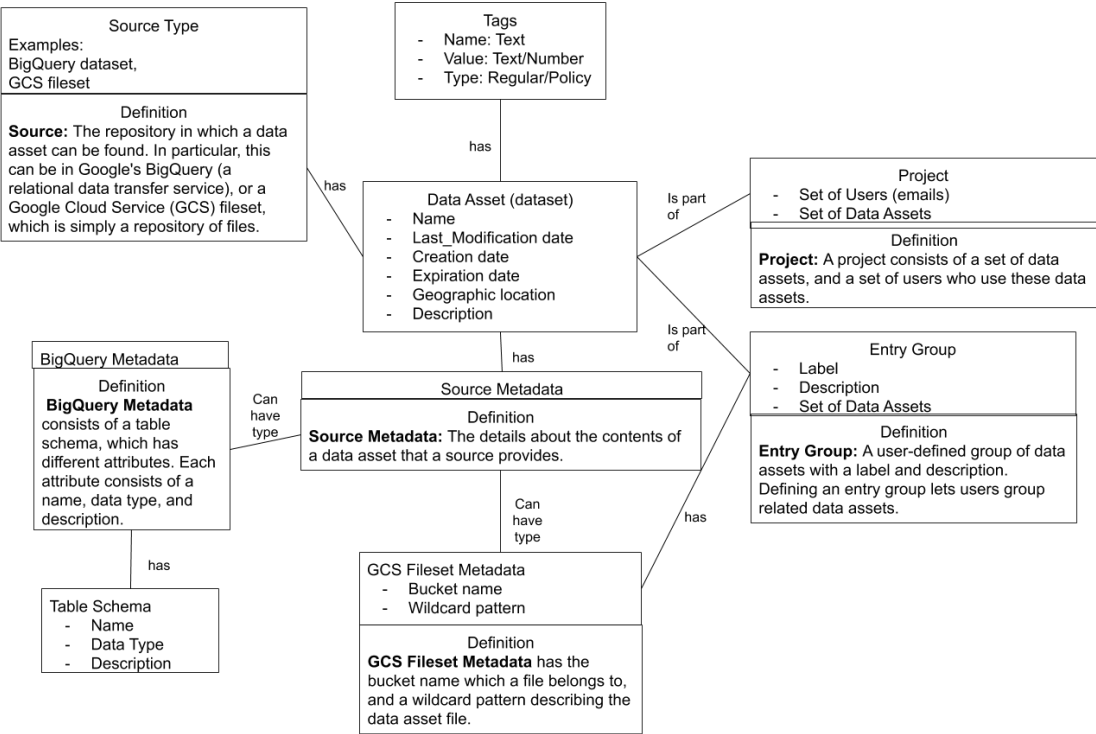 Source Type
Examples:
BigQuery dataset,
GCS fileset
Definition
Source: The repository in which a data
asset can be found. In particular, this
can be in Google's BigQuery (a
relational data transfer service), or a
Google Cloud Service (GCS) fileset,
which is simply a repository of files.
Tags
- Name: Text
- Value: Text/Number
- Type: Regular/Policy
has
has
Data Asset (dataset)
- Name
- Last_Modification date
- Creation date
- Expiration date
- Geographic location
- Description
Is part
of
Project
- Set of Users (emails)
- Set of Data Assets
Definition
Project: A project consists of a set of data
assets, and a set of users who use these data
assets.
Is part
of
Entry Group
- Label
- Description
- Set of Data Assets
Definition
Entry Group: A user-defined group of data
assets with a label and description.
Defining an entry group lets users group
related data assets.
has
Source Metadata
Definition
Source Metadata: The details about the contents of
a data asset that a source provides.
Can
have
type
BigQuery Metadata
Definition
BigQuery Metadata
consists of a table
schema, which has
different attributes. Each
attribute consists of a
name, data type, and
description.
has
Table Schema
- Name
- Data Type
- Description
Can
have
type
has
GCS Fileset Metadata
- Bucket name
- Wildcard pattern
Definition
GCS Fileset Metadata has the
bucket name which a file belongs to,
and a wildcard pattern describing the
data asset file.